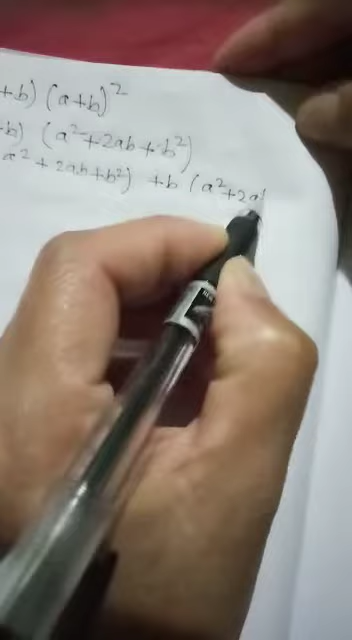 +b) (a+b)²
+b) (a²+2ab+b²)
a²+2ab+b²) +b (a²+2a